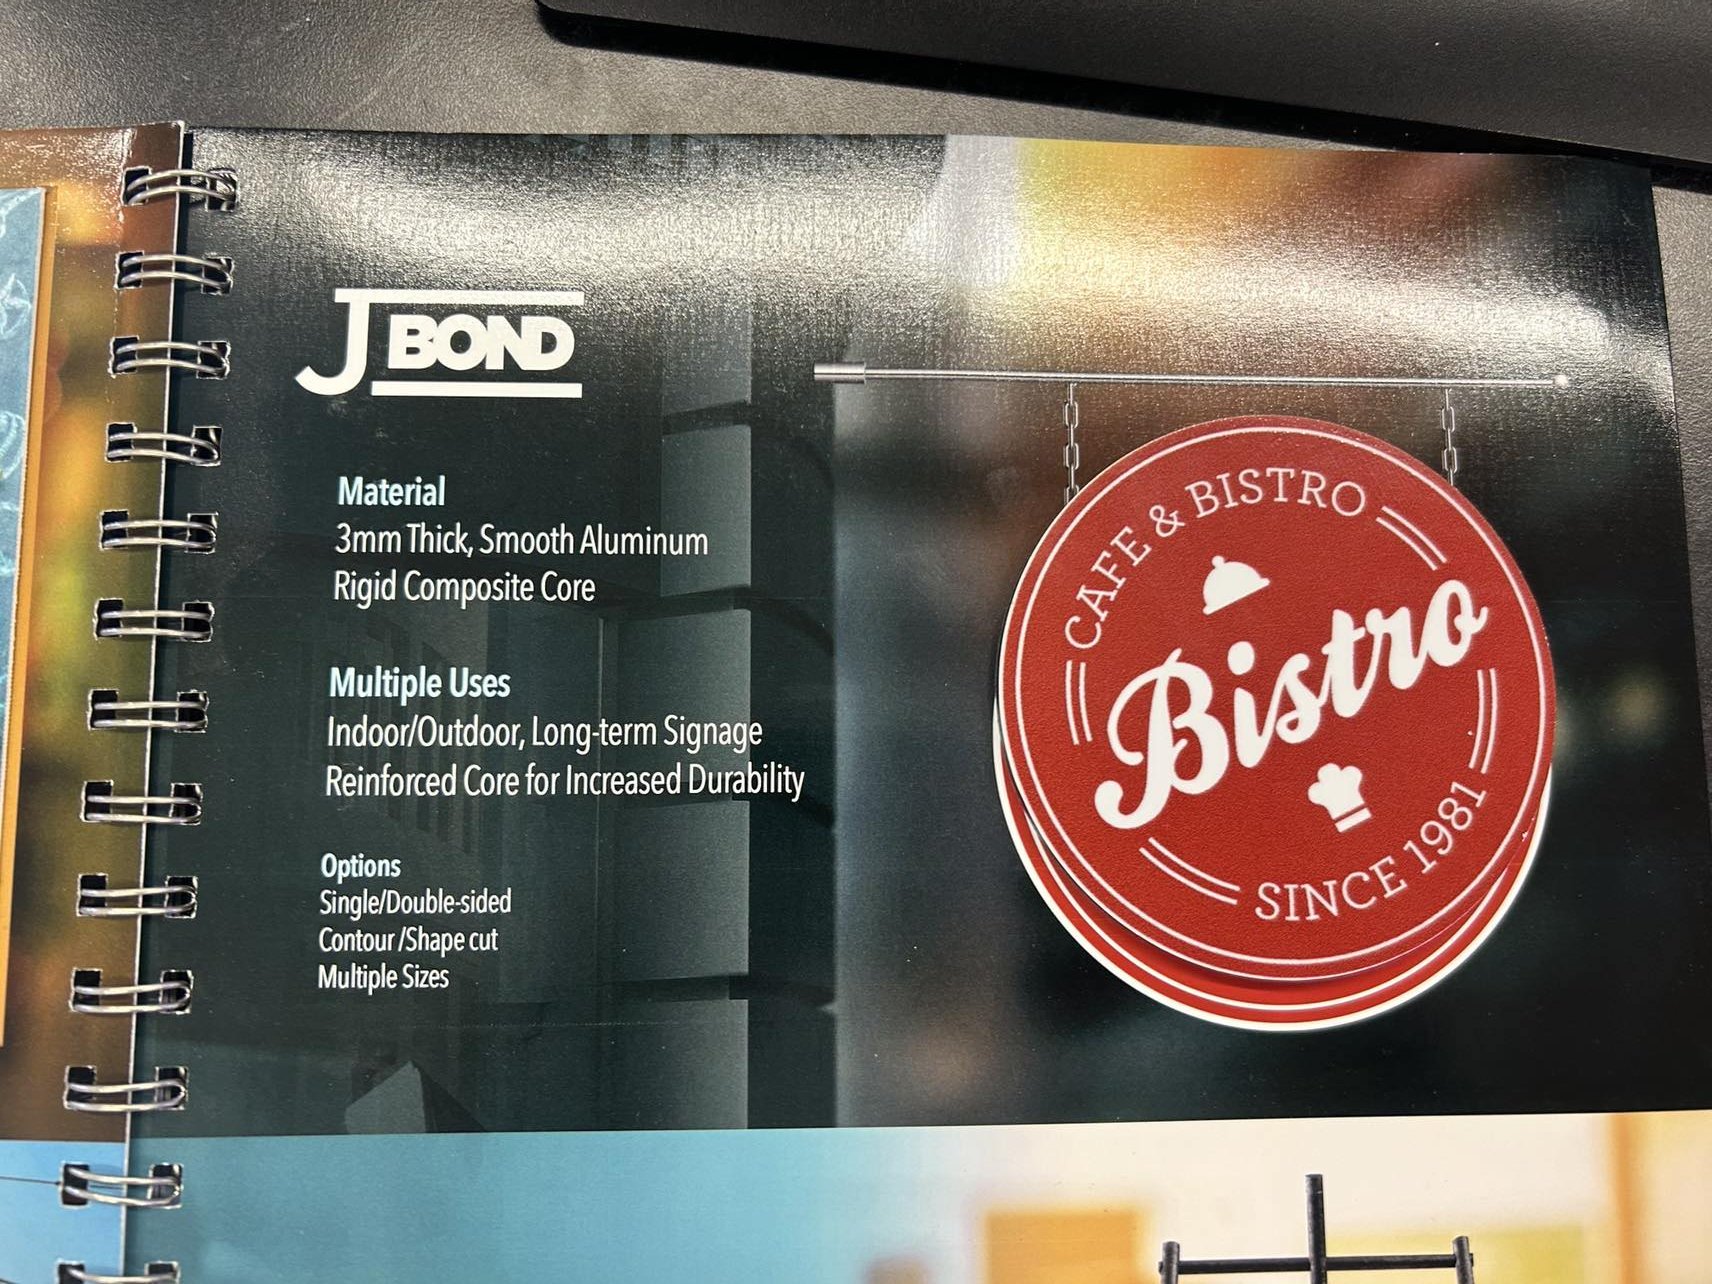 J BOND
Material
3mm Thick, Smooth Aluminum
Rigid Composite Core
Multiple Uses
Indoor/Outdoor, Long-term Signage
Reinforced Core for Increased Durability
Options
Single/Double-sided
Contour /Shape cut
Multiple Sizes
CAFE & BISTRO
Bistro
SINCE 1981